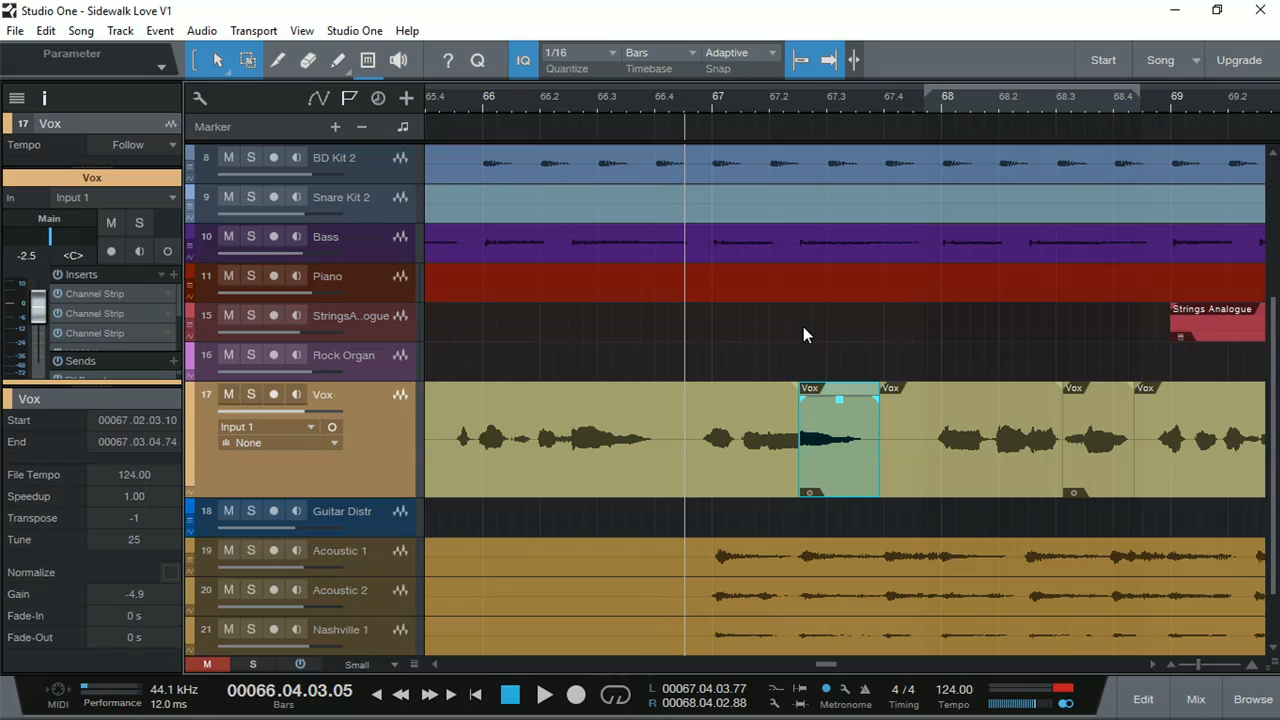 Studio One - Sidewalk Love V1
File Edit Song Track Event Audio Transport View Studio One Help
Parameter
? Q IQ 1/16 Quantize Bars Timebase Adaptive Snap Start Song Upgrade
i
17 Vox
Tempo Follow
Vox
In Input 1
Main
M S
-2.5 <C>
Inserts
Channel Strip
Channel Strip
Channel Strip
Sends
10
0
-6
-12
-24
-36
-72
Vox
Start 00067.02.03.10
End 00067.03.04.74
File Tempo 124.00
Speedup 1.00
Transpose -1
Tune 25
Normalize
Gain -4.9
Fade-In 0 s
Fade-Out 0 s
65.4 66 66.2 66.3 66.4 67 67.2 67.3 67.4 68 68.2 68.3 68.4 69 69.2
Marker
8 M S BD Kit 2
9 M S Snare Kit 2
10 M S Bass
11 M S Piano
15 M S StringsA..ogue
Strings Analogue
16 M S Rock Organ
17 M S Vox
Input 1
None
Vox Vox Vox Vox
18 M S Guitar Distr
19 M S Acoustic 1
20 M S Acoustic 2
21 M S Nashville 1
M S Small
MIDI Performance
44.1 kHz
12.0 ms
00066.04.03.05
Bars
L 00067.04.03.77
R 00068.04.02.88
Metronome
4 / 4
Timing
124.00
Tempo
Edit Mix Browse